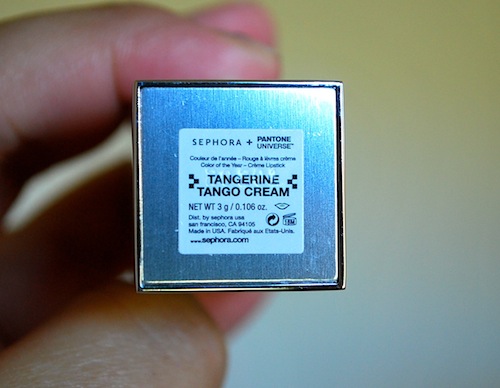 SEPHORA + PANTONE UNIVERSE™
Couleur de l'année – Rouge à lèvres crème
Color of the Year – Crème Lipstick
TANGERINE
TANGO CREAM
NET WT 3 g / 0.106 oz.
Dist. by sephora usa
san francisco, CA 94105
Made in USA. Fabriqué aux Etats-Unis.
www.sephora.com
18M